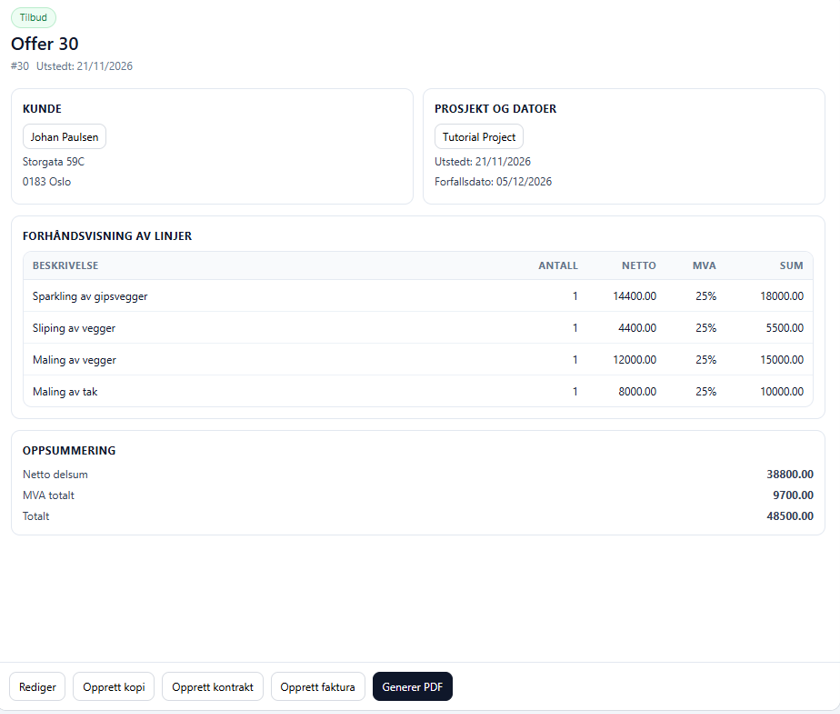 Tilbud
Offer 30
#30 Utstedt: 21/11/2026
KUNDE
Johan Paulsen
Storgata 59C
0183 Oslo
PROSJEKT OG DATOER
Tutorial Project
Utstedt: 21/11/2026
Forfallsdato: 05/12/2026
FORHÅNDSVISNING AV LINJER
BESKRIVELSE ANTALL NETTO MVA SUM
Sparkling av gipsvegger 1 14400.00 25% 18000.00
Sliping av vegger 1 4400.00 25% 5500.00
Maling av vegger 1 12000.00 25% 15000.00
Maling av tak 1 8000.00 25% 10000.00
OPPSUMMERING
Netto delsum 38800.00
MVA totalt 9700.00
Totalt 48500.00
Rediger Opprett kopi Opprett kontrakt Opprett faktura Generer PDF